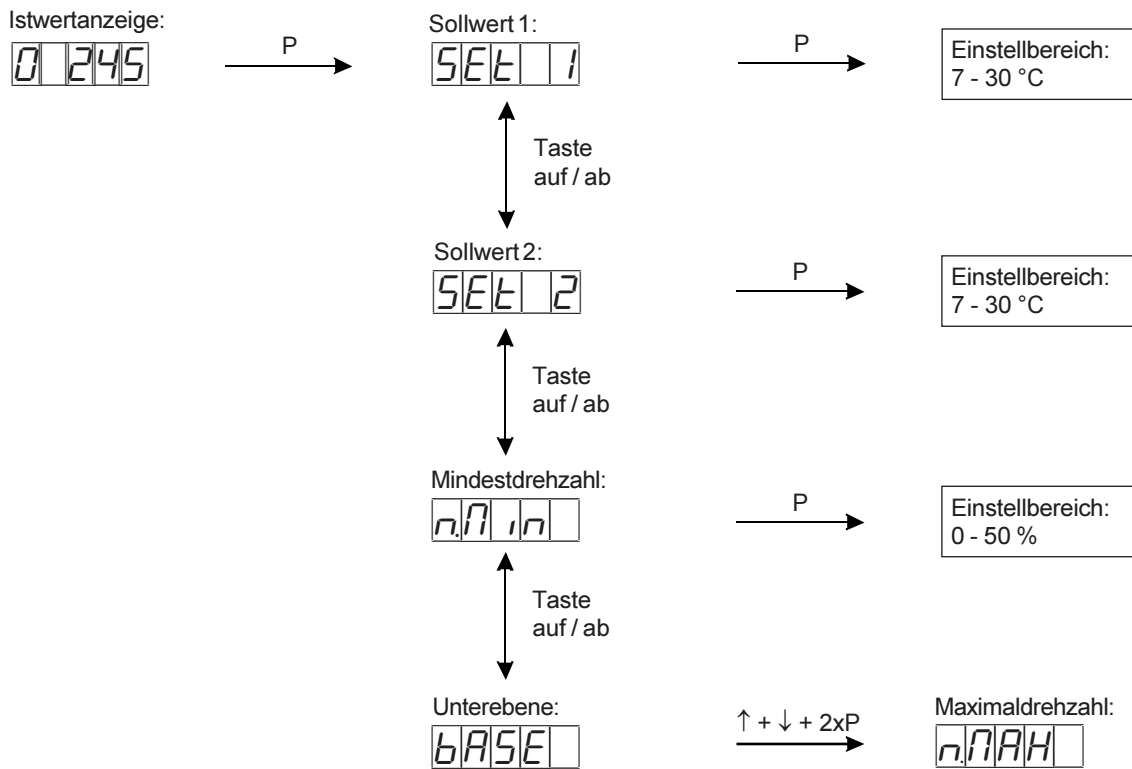 Istwertanzeige:
0 245
P
Sollwert 1:
SEt 1
P
Einstellbereich:
7 - 30 °C
Taste
auf / ab
Sollwert 2:
SEt 2
P
Einstellbereich:
7 - 30 °C
Taste
auf / ab
Mindestdrehzahl:
n.Min
P
Einstellbereich:
0 - 50 %
Taste
auf / ab
Unterebene:
bASE
↑ + ↓ + 2xP
Maximaldrehzahl:
n.MAH